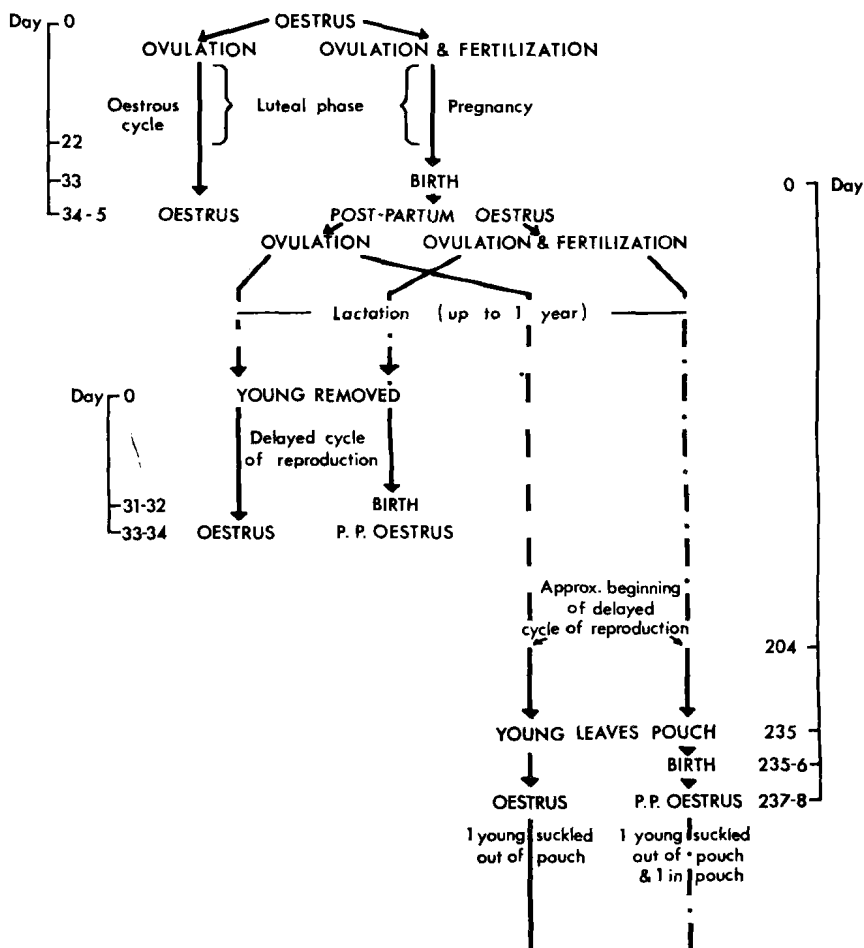 Day 0 OESTRUS
OVULATION OVULATION & FERTILIZATION
Oestrous cycle Luteal phase Pregnancy
22
33 BIRTH 0 Day
34-5 OESTRUS POST-PARTUM OESTRUS
OVULATION OVULATION & FERTILIZATION
Lactation (up to 1 year)
Day 0 YOUNG REMOVED
Delayed cycle
of reproduction
31-32 BIRTH
33-34 OESTRUS P. P. OESTRUS
Approx. beginning
of delayed
cycle of reproduction
204
YOUNG LEAVES POUCH 235
BIRTH 235-6
OESTRUS P.P. OESTRUS 237-8
1 young suckled 1 young suckled
out of pouch out of pouch
& 1 in pouch